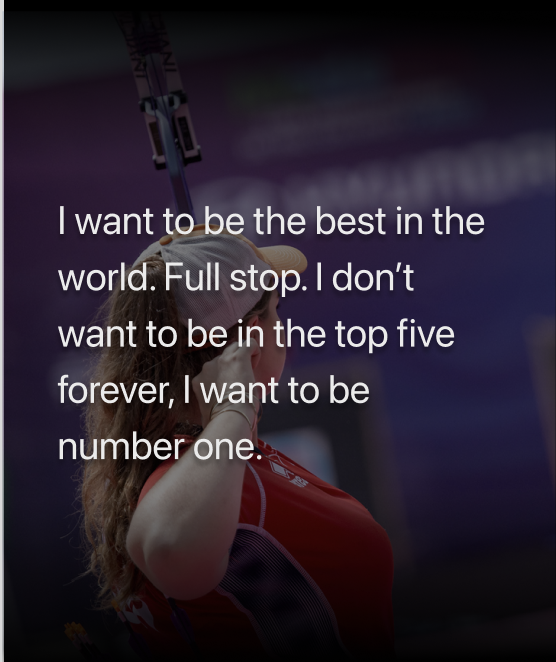 I want to be the best in the
world. Full stop. I don’t
want to be in the top five
forever, I want to be
number one.